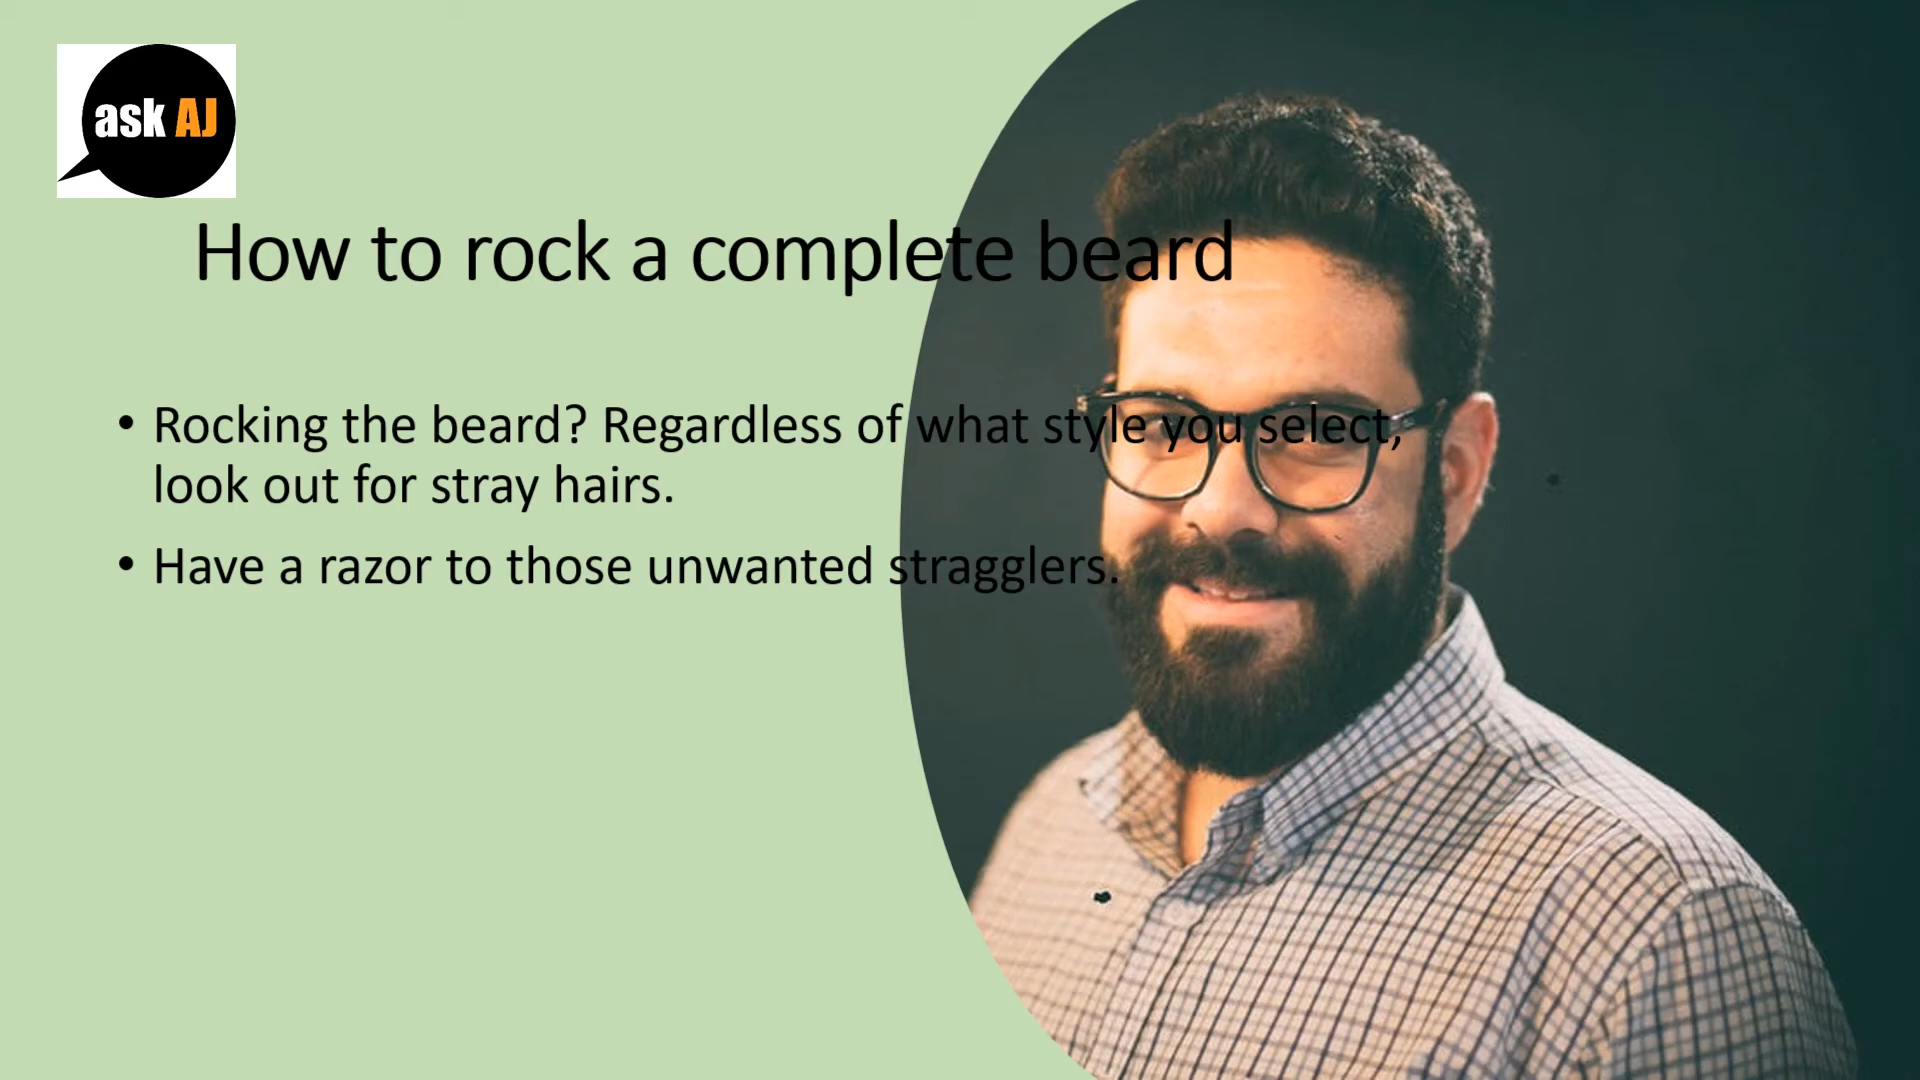 ask AJ
How to rock a complete beard
• Rocking the beard? Regardless of what style you select,
look out for stray hairs.
• Have a razor to those unwanted stragglers.